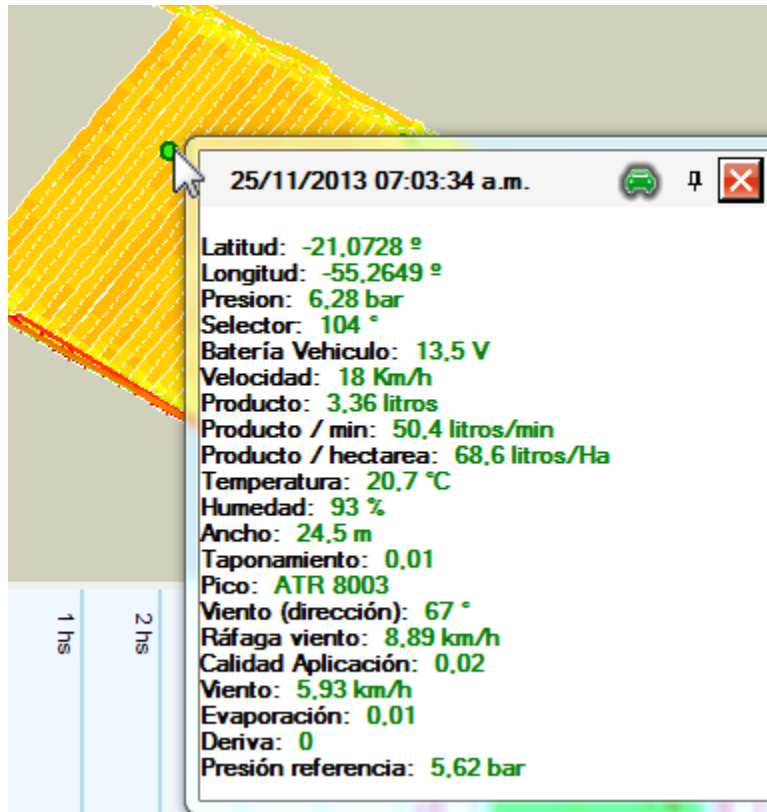 25/11/2013 07:03:34 a.m.
Latitud: -21,0728 º
Longitud: -55,2649 º
Presion: 6,28 bar
Selector: 104 °
Batería Vehiculo: 13,5 V
Velocidad: 18 Km/h
Producto: 3,36 litros
Producto / min: 50,4 litros/min
Producto / hectarea: 68,6 litros/Ha
Temperatura: 20,7 °C
Humedad: 93 %
Ancho: 24,5 m
Taponamiento: 0,01
Pico: ATR 8003
Viento (dirección): 67 °
Ráfaga viento: 8,89 km/h
Calidad Aplicación: 0,02
Viento: 5,93 km/h
Evaporación: 0,01
Deriva: 0
Presión referencia: 5,62 bar
1 hs
2 hs